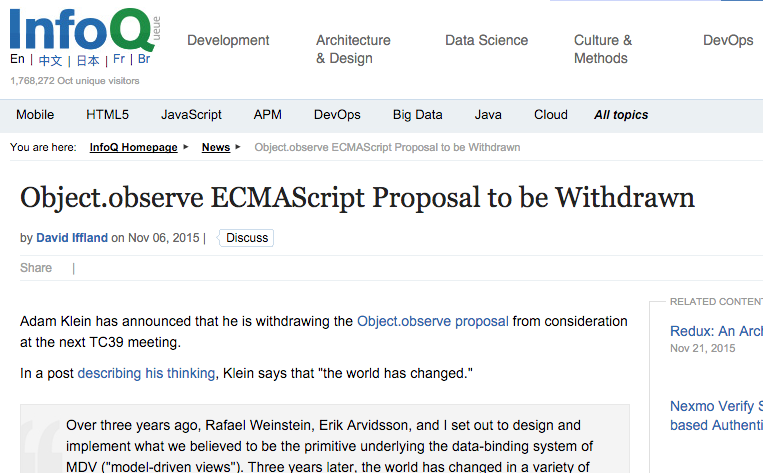 InfoQ ueue
En | 中文 | 日本 | Fr | Br
1,768,272 Oct unique visitors
Development
Architecture
& Design
Data Science
Culture &
Methods
DevOps
Mobile HTML5 JavaScript APM DevOps Big Data Java Cloud All topics
You are here: InfoQ Homepage News Object.observe ECMAScript Proposal to be Withdrawn
Object.observe ECMAScript Proposal to be Withdrawn
by David Iffland on Nov 06, 2015 | Discuss
Share |
Adam Klein has announced that he is withdrawing the Object.observe proposal from consideration
at the next TC39 meeting.
In a post describing his thinking, Klein says that "the world has changed."
Over three years ago, Rafael Weinstein, Erik Arvidsson, and I set out to design and
implement what we believed to be the primitive underlying the data-binding system of
MDV ("model-driven views"). Three years later, the world has changed in a variety of
RELATED CONTENT
Redux: An Arch
Nov 21, 2015
Nexmo Verify S
based Authenti